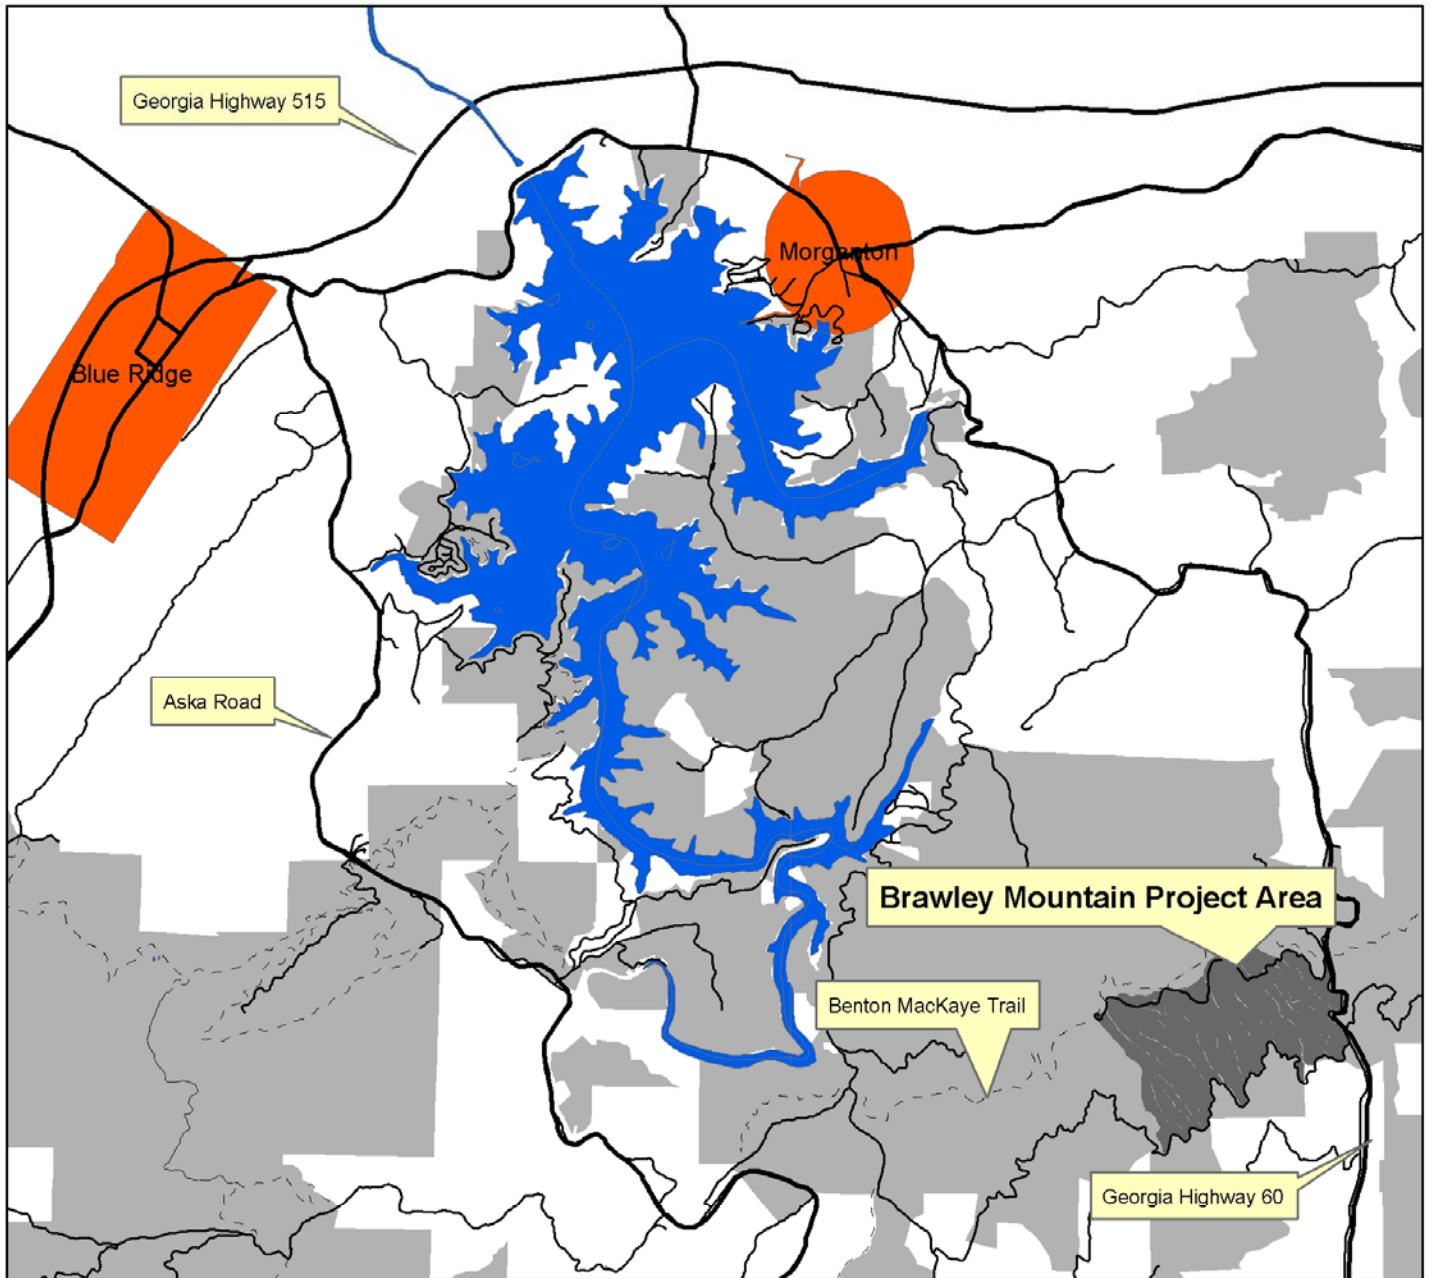 Georgia Highway 515
Morganton
Blue Ridge
Aska Road
Brawley Mountain Project Area
Benton MacKaye Trail
Georgia Highway 60